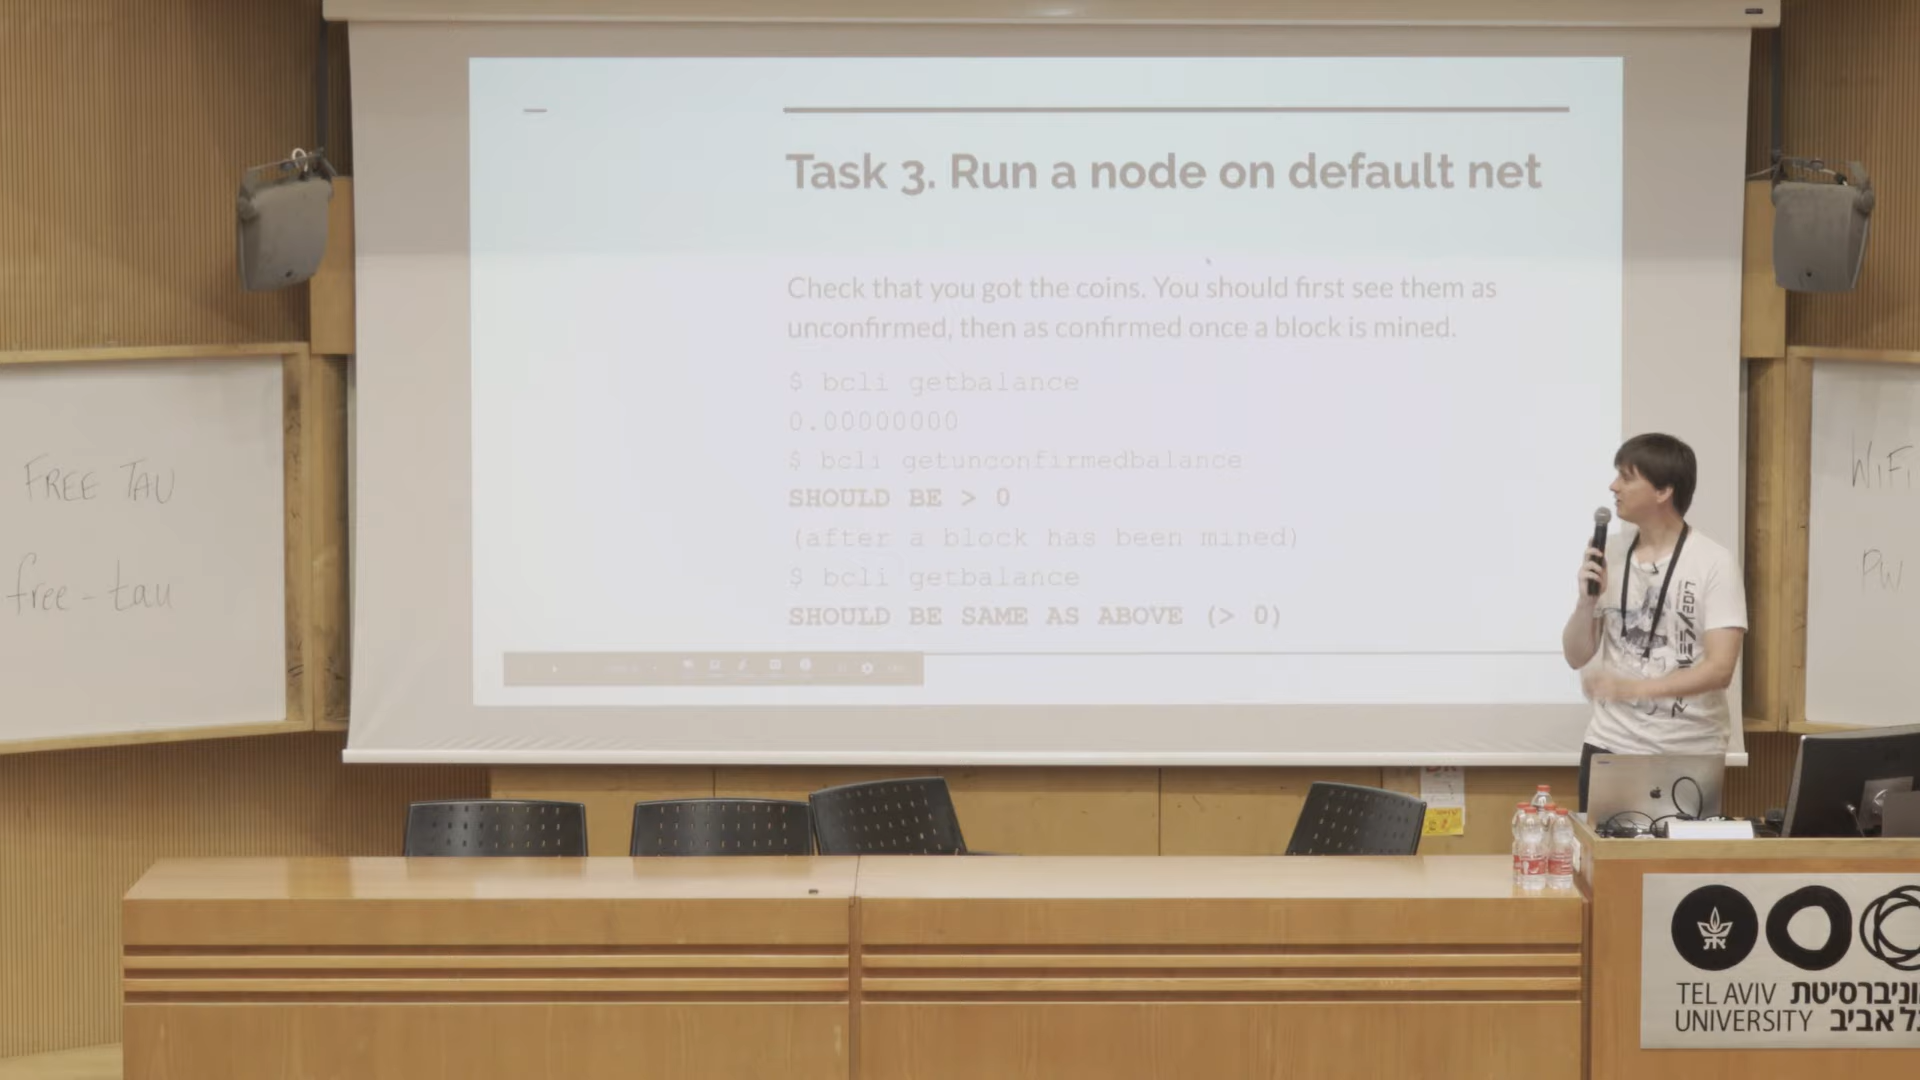 Task 3. Run a node on default net
Check that you got the coins. You should first see them as
unconfirmed, then as confirmed once a block is mined.
$ bcli getbalance
0.00000000
$ bcli getunconfirmedbalance
SHOULD BE > 0
(after a block has been mined)
$ bcli getbalance
SHOULD BE SAME AS ABOVE (> 0)
FREE TAU
free-tau
WiFi
PW
2017
TEL AVIV
UNIVERSITY
אוניברסיטת
תל אביב